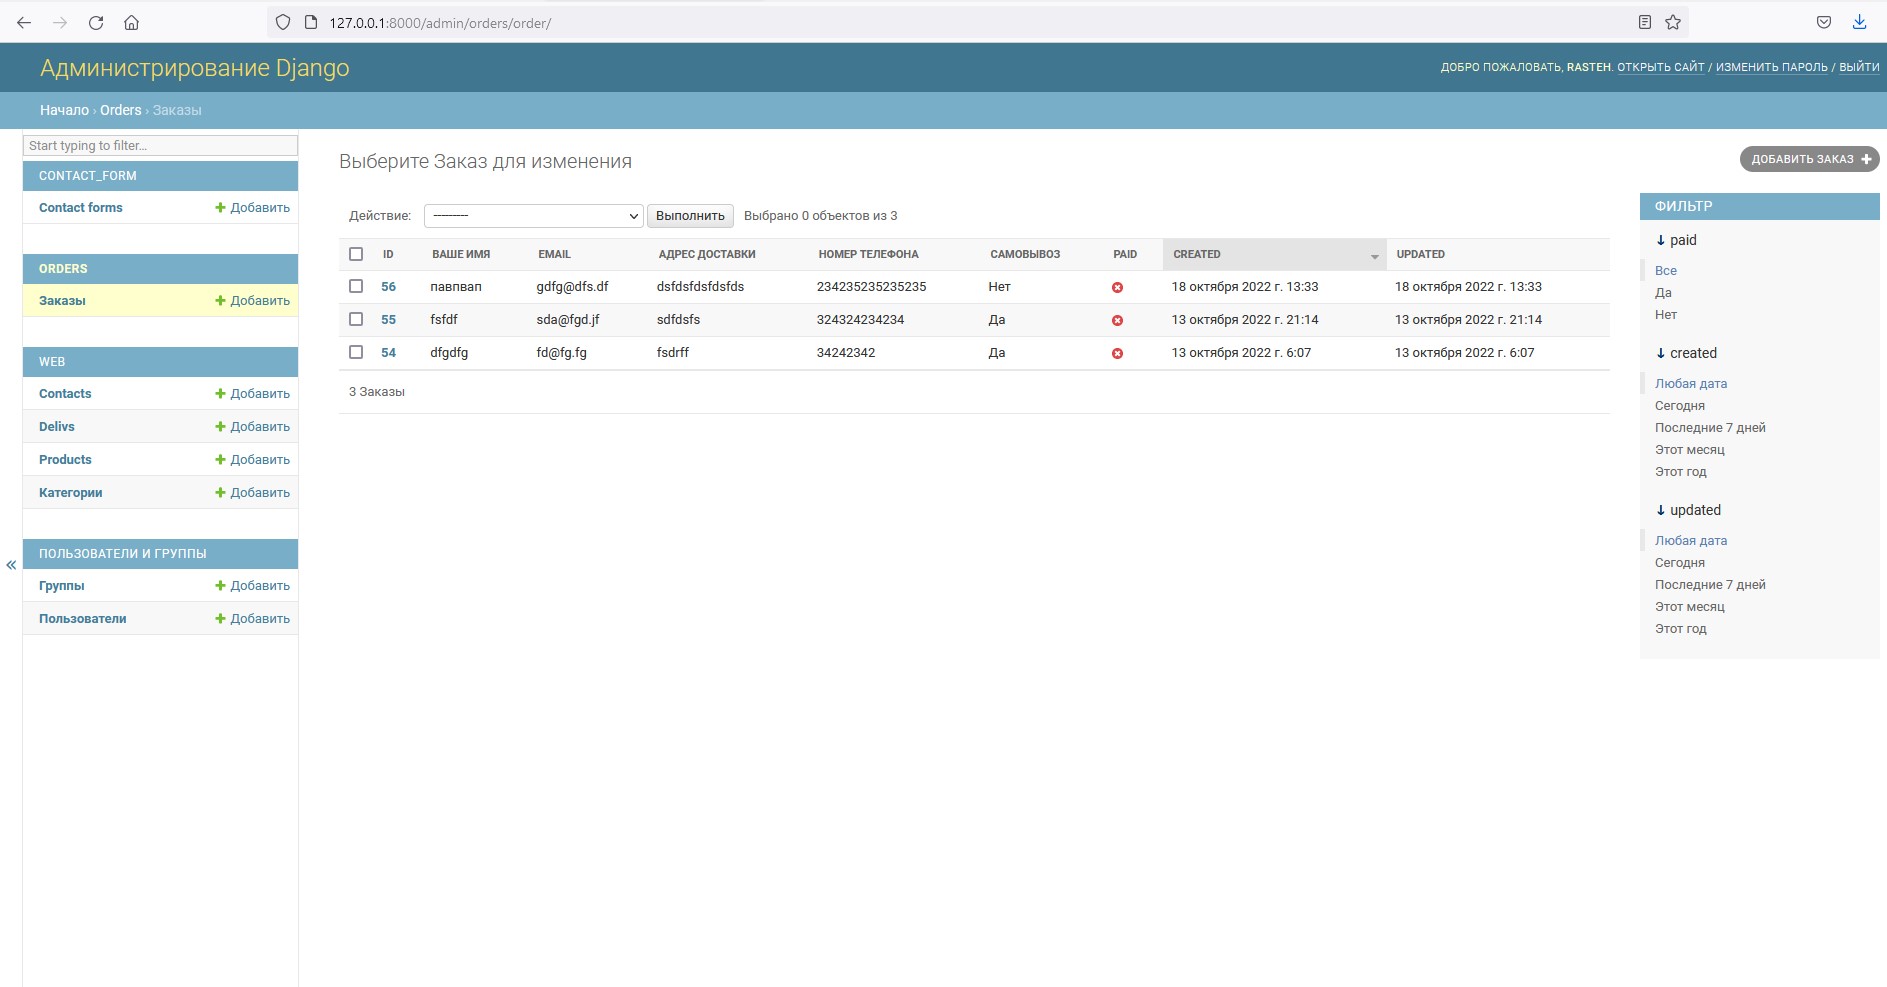 127.0.0.1:8000/admin/orders/order/
Администрирование Django
ДОБРО ПОЖАЛОВАТЬ, RASTEH. ОТКРЫТЬ САЙТ / ИЗМЕНИТЬ ПАРОЛЬ / ВЫЙТИ
Начало › Orders › Заказы
Start typing to filter...
CONTACT_FORM
Contact forms Добавить
ORDERS
Заказы Добавить
WEB
Contacts Добавить
Delivs Добавить
Products Добавить
Категории Добавить
ПОЛЬЗОВАТЕЛИ И ГРУППЫ
«
Группы Добавить
Пользователи Добавить
Выберите Заказ для изменения
ДОБАВИТЬ ЗАКАЗ
Действие: --------- Выполнить Выбрано 0 объектов из 3
ID ВАШЕ ИМЯ EMAIL АДРЕС ДОСТАВКИ НОМЕР ТЕЛЕФОНА САМОВЫВОЗ PAID CREATED UPDATED
56 павпвап gdfg@dfs.df dsfdsfdsfdsfds 234235235235235 Нет 18 октября 2022 г. 13:33 18 октября 2022 г. 13:33
55 fsfdf sda@fgd.jf sdfdsfs 324324234234 Да 13 октября 2022 г. 21:14 13 октября 2022 г. 21:14
54 dfgdfg fd@fg.fg fsdrff 34242342 Да 13 октября 2022 г. 6:07 13 октября 2022 г. 6:07
3 Заказы
ФИЛЬТР
↓ paid
Все
Да
Нет
↓ created
Любая дата
Сегодня
Последние 7 дней
Этот месяц
Этот год
↓ updated
Любая дата
Сегодня
Последние 7 дней
Этот месяц
Этот год